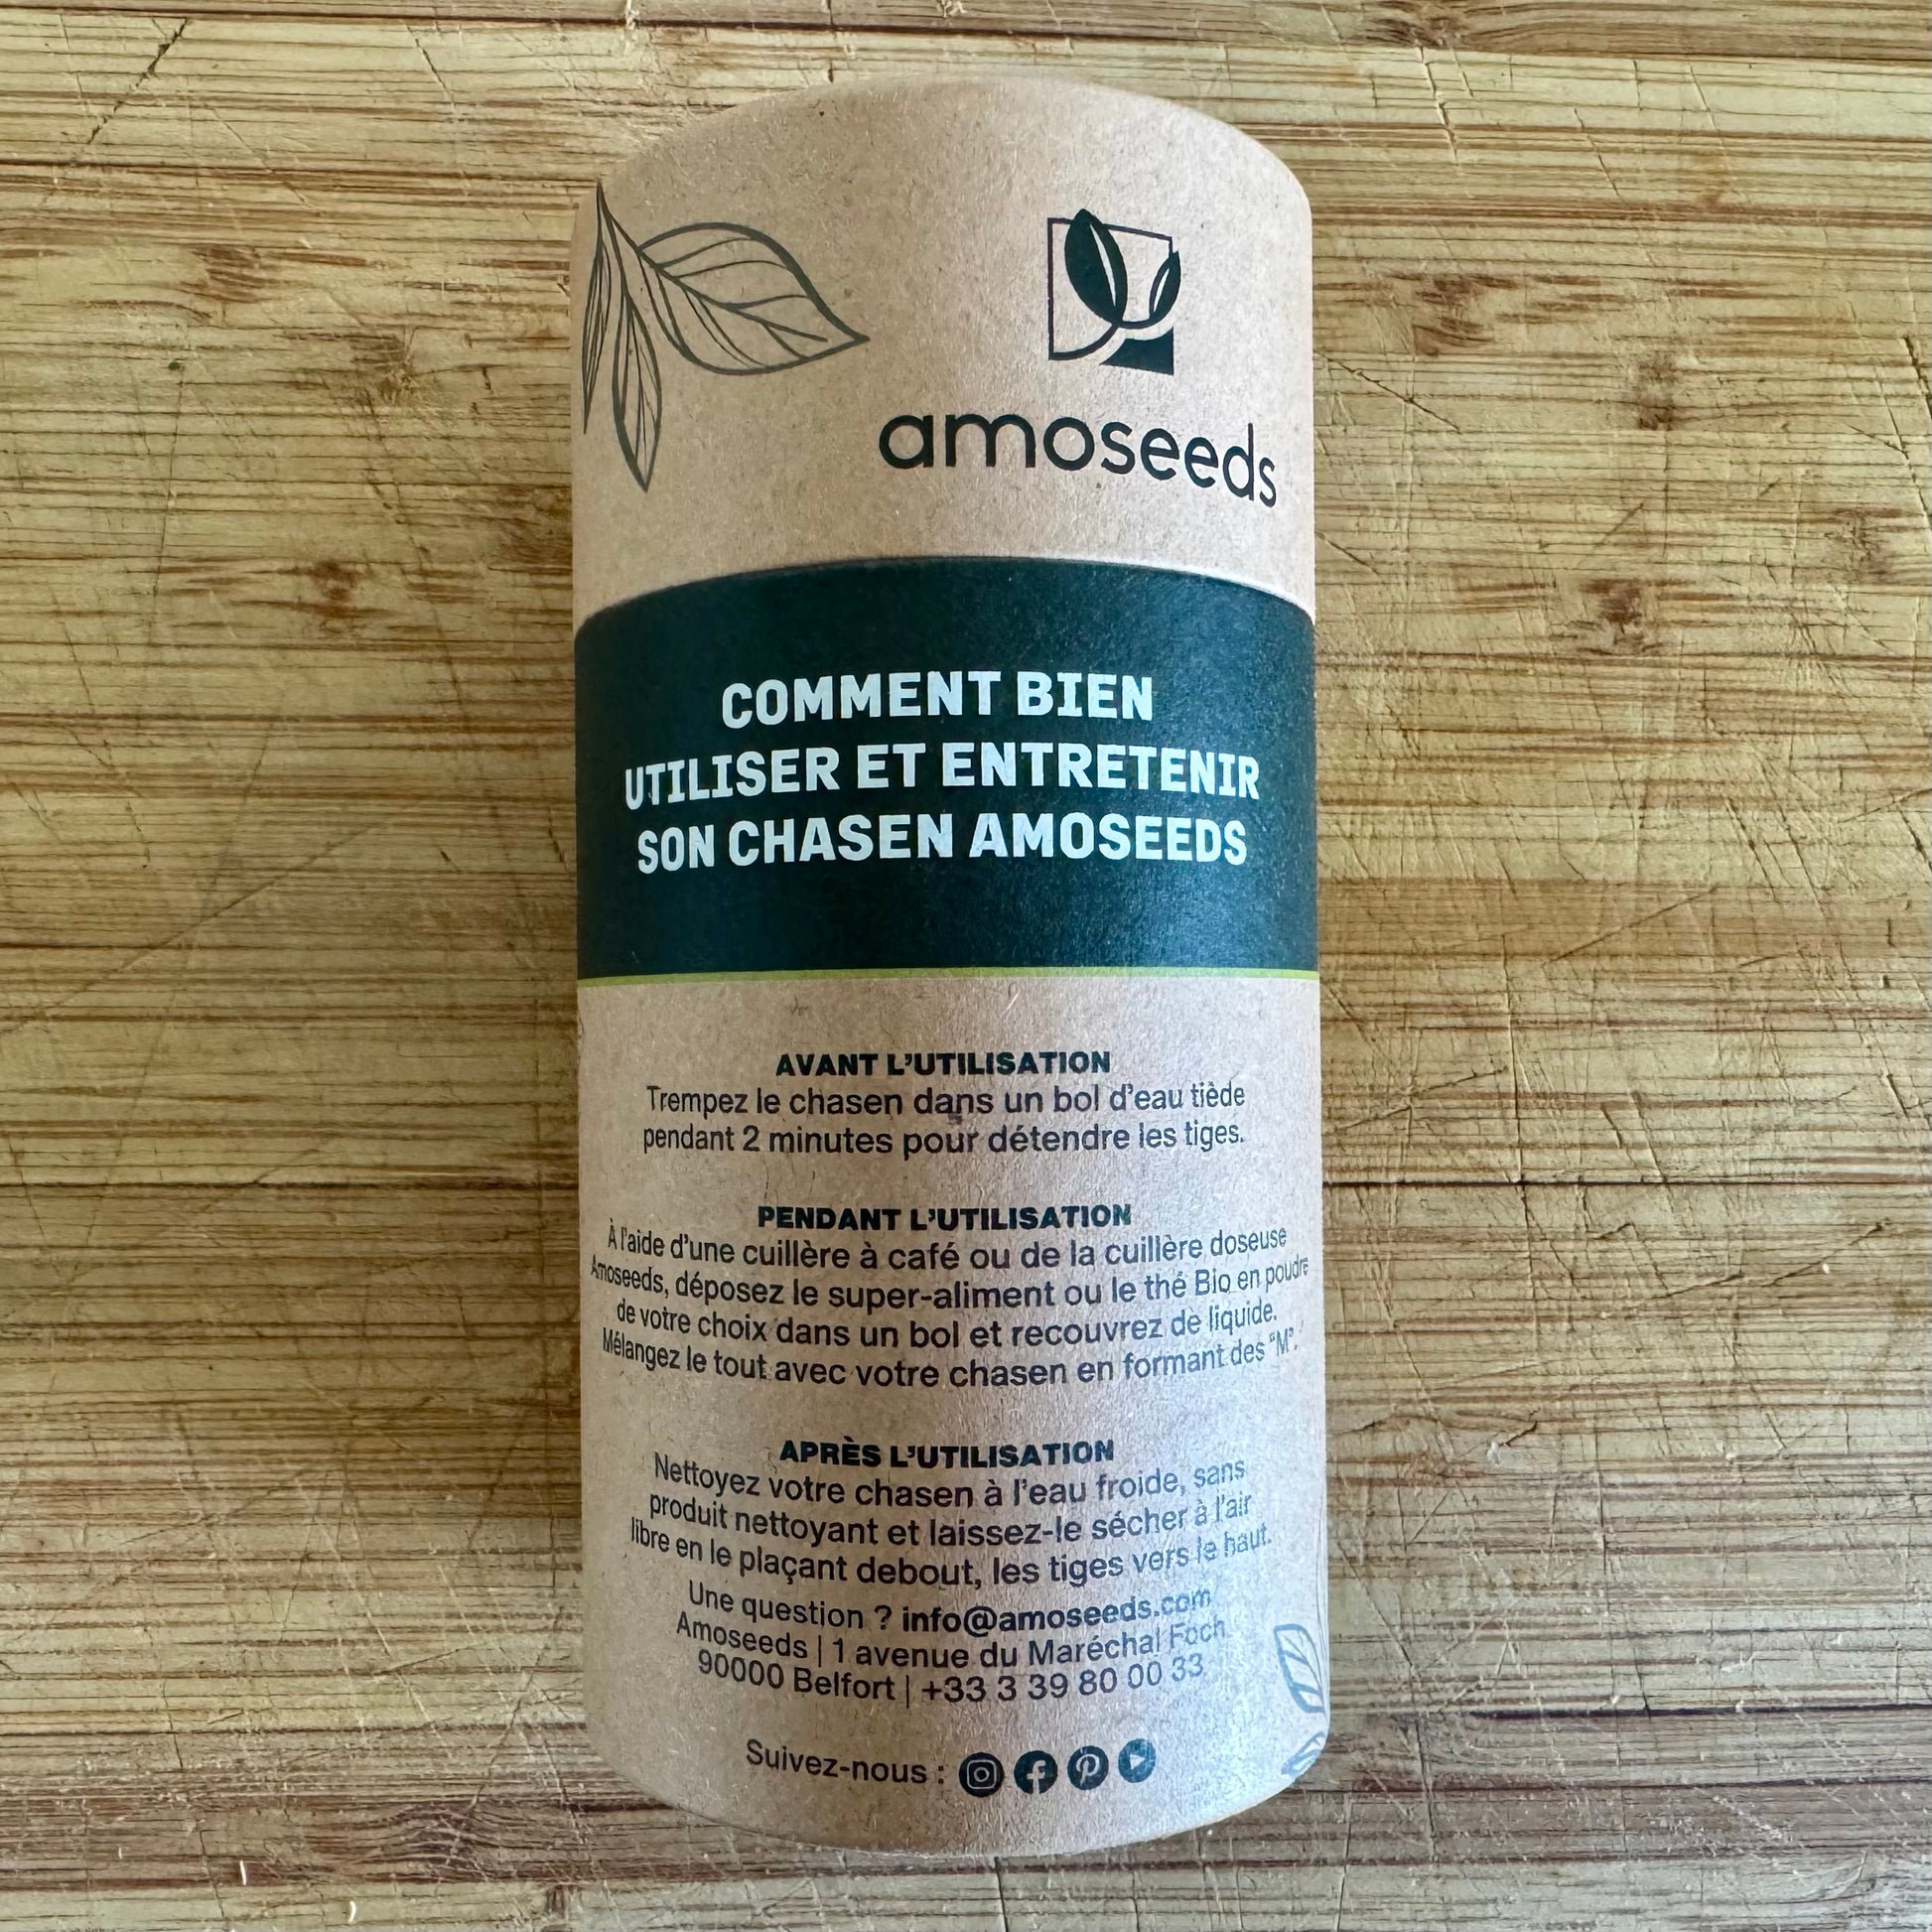 amoseeds
COMMENT BIEN
UTILISER ET ENTRETENIR
SON CHASEN AMOSEEDS
AVANT L'UTILISATION
Trempez le chasen dans un bol d'eau tiède
pendant 2 minutes pour détendre les tiges.
PENDANT L'UTILISATION
À l'aide d'une cuillère à café ou de la cuillère doseuse
Amoseeds, déposez le super-aliment ou le thé Bio en poudre
de votre choix dans un bol et recouvrez de liquide.
Mélangez le tout avec votre chasen en formant des "M".
APRÈS L'UTILISATION
Nettoyez votre chasen à l'eau froide, sans
produit nettoyant et laissez-le sécher à l'air
libre en le plaçant debout, les tiges vers le haut.
Une question ? info@amoseeds.com
Amoseeds | 1 avenue du Maréchal Foch
90000 Belfort | +33 3 39 80 00 33
Suivez-nous :